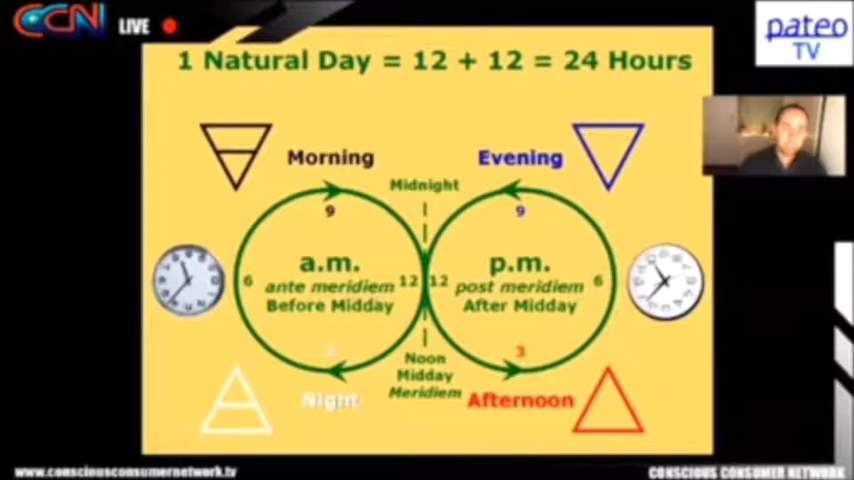 CCN LIVE
pateo
TV
1 Natural Day = 12 + 12 = 24 Hours
Morning
Evening
Midnight
9
9
a.m.
p.m.
6
ante meridiem
12
12
post meridiem
6
Before Midday
After Midday
3
3
Noon
Midday
Meridiem
Night
Afternoon
www.consciousconsumernetwork.tv
CONSCIOUS CONSUMER NETWORK